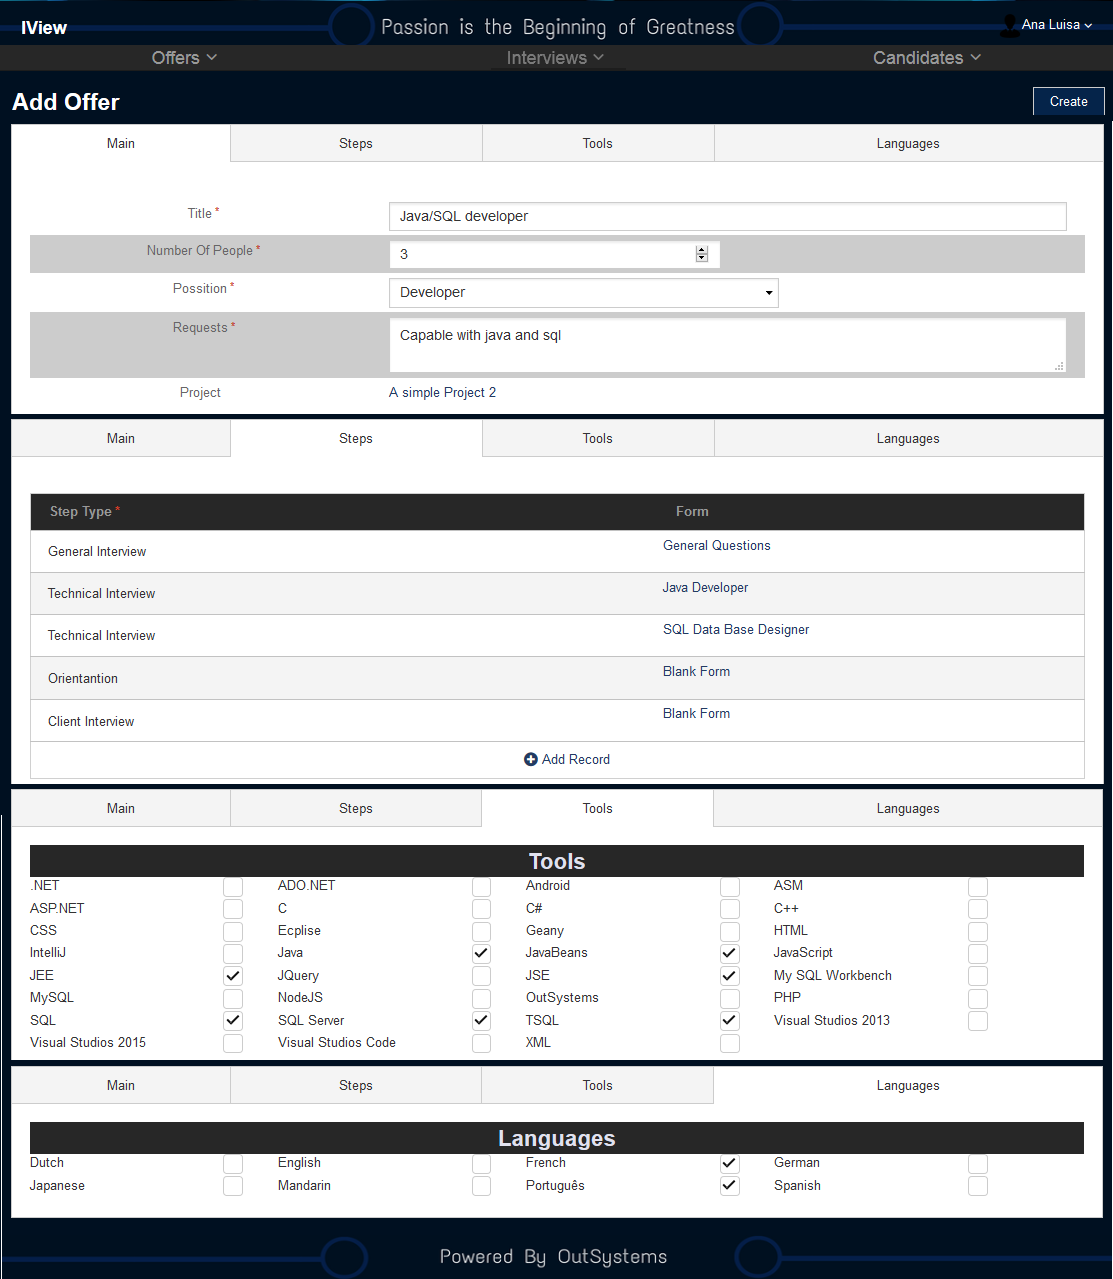 IView Passion is the Beginning of Greatness Ana Luisa
Offers Interviews Candidates
Add Offer Create
Main Steps Tools Languages
Title * Java/SQL developer
Number Of People * 3
Possition * Developer
Requests * Capable with java and sql
Project A simple Project 2
Main Steps Tools Languages
Step Type * Form
General Interview General Questions
Technical Interview Java Developer
Technical Interview SQL Data Base Designer
Orientantion Blank Form
Client Interview Blank Form
Add Record
Main Steps Tools Languages
Tools
.NET ADO.NET Android ASM
ASP.NET C C# C++
CSS Ecplise Geany HTML
IntelliJ Java JavaBeans JavaScript
JEE JQuery JSE My SQL Workbench
MySQL NodeJS OutSystems PHP
SQL SQL Server TSQL Visual Studios 2013
Visual Studios 2015 Visual Studios Code XML
Main Steps Tools Languages
Languages
Dutch English French German
Japanese Mandarin Português Spanish
Powered By OutSystems